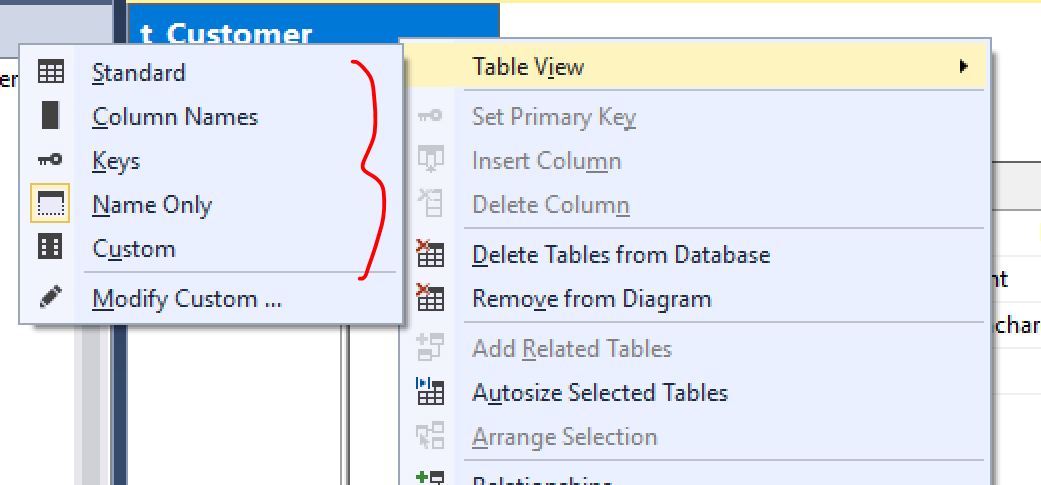 t_Customer
er
Standard
Column Names
Keys
Name Only
Custom
Modify Custom ...
Table View
Set Primary Key
Insert Column
Delete Column
Delete Tables from Database
Remove from Diagram
Add Related Tables
Autosize Selected Tables
Arrange Selection
Relationships
nt
char